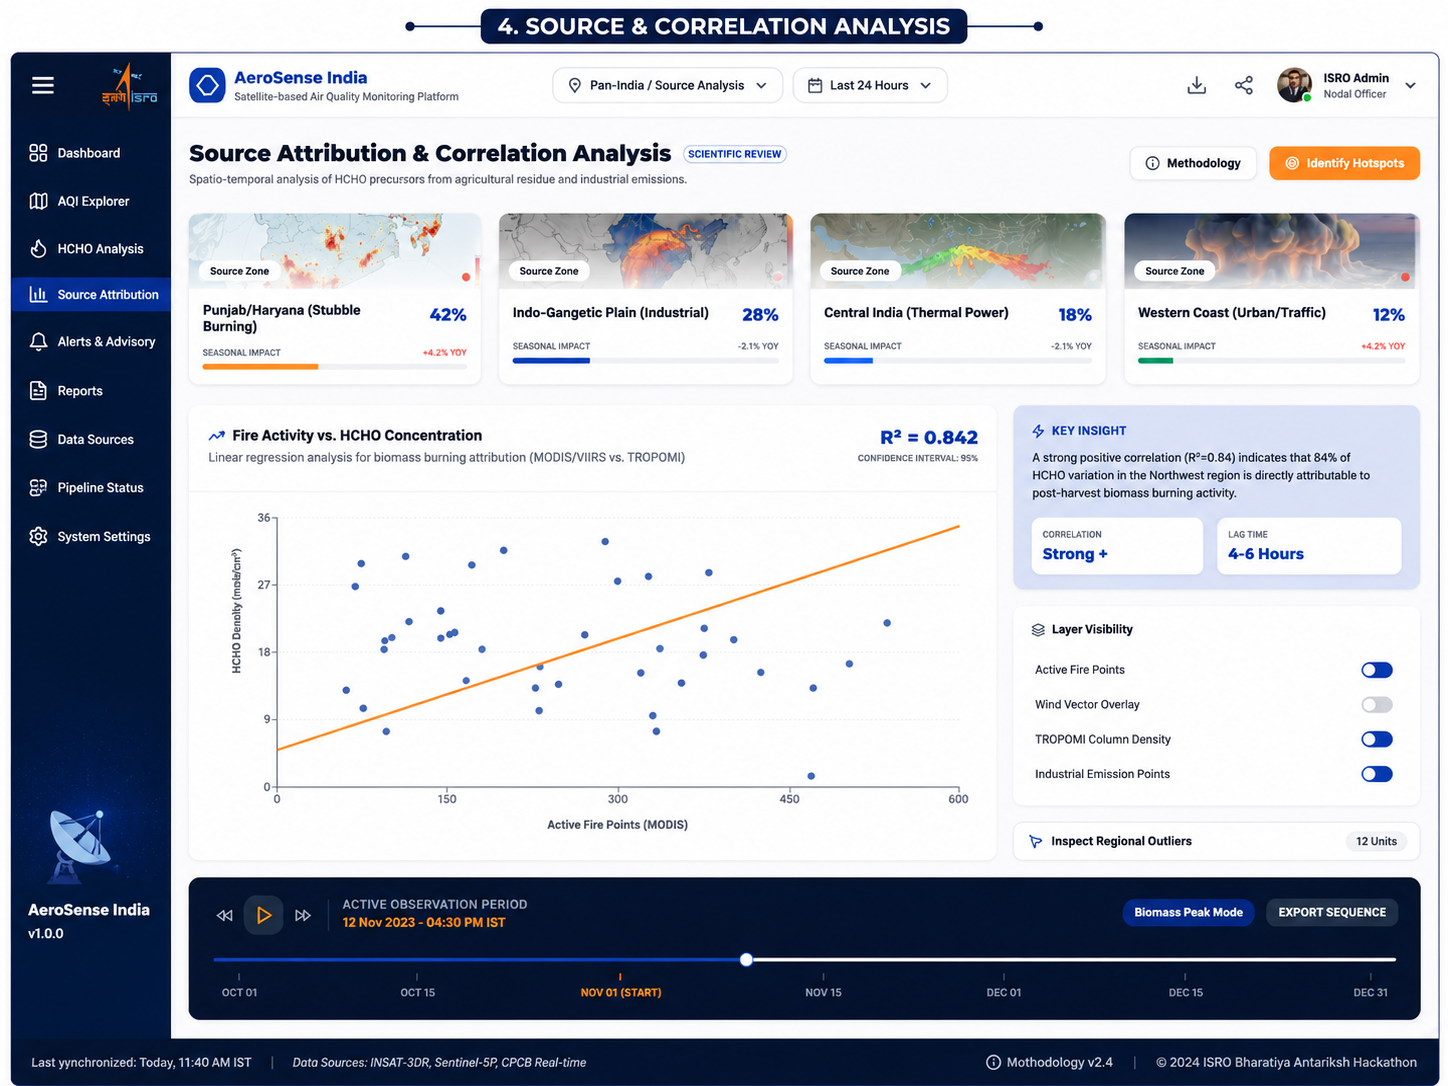 4. SOURCE & CORRELATION ANALYSIS
इसरो isro
AeroSense India
Satellite-based Air Quality Monitoring Platform
Pan-India / Source Analysis
Last 24 Hours
ISRO Admin
Nodal Officer
Dashboard
AQI Explorer
HCHO Analysis
Source Attribution
Alerts & Advisory
Reports
Data Sources
Pipeline Status
System Settings
AeroSense India
v1.0.0
Source Attribution & Correlation Analysis
SCIENTIFIC REVIEW
Spatio-temporal analysis of HCHO precursors from agricultural residue and industrial emissions.
Methodology
Identify Hotspots
Source Zone
Punjab/Haryana (Stubble
Burning)
42%
SEASONAL IMPACT
+4.2% YOY
Source Zone
Indo-Gangetic Plain (Industrial)
28%
SEASONAL IMPACT
-2.1% YOY
Source Zone
Central India (Thermal Power)
18%
SEASONAL IMPACT
-2.1% YOY
Source Zone
Western Coast (Urban/Traffic)
12%
SEASONAL IMPACT
+4.2% YOY
Fire Activity vs. HCHO Concentration
Linear regression analysis for biomass burning attribution (MODIS/VIIRS vs. TROPOMI)
R² = 0.842
CONFIDENCE INTERVAL: 95%
HCHO Density (mole/cm³)
36
27
18
9
0
0
150
300
450
600
Active Fire Points (MODIS)
KEY INSIGHT
A strong positive correlation (R²=0.84) indicates that 84% of
HCHO variation in the Northwest region is directly attributable to
post-harvest biomass burning activity.
CORRELATION
Strong +
LAG TIME
4-6 Hours
Layer Visibility
Active Fire Points
Wind Vector Overlay
TROPOMI Column Density
Industrial Emission Points
Inspect Regional Outliers
12 Units
ACTIVE OBSERVATION PERIOD
12 Nov 2023 - 04:30 PM IST
Biomass Peak Mode
EXPORT SEQUENCE
OCT 01
OCT 15
NOV 01 (START)
NOV 15
DEC 01
DEC 15
DEC 31
Last yynchronized: Today, 11:40 AM IST
Data Sources: INSAT-3DR, Sentinel-5P, CPCB Real-time
Mothodology v2.4
© 2024 ISRO Bharatiya Antariksh Hackathon